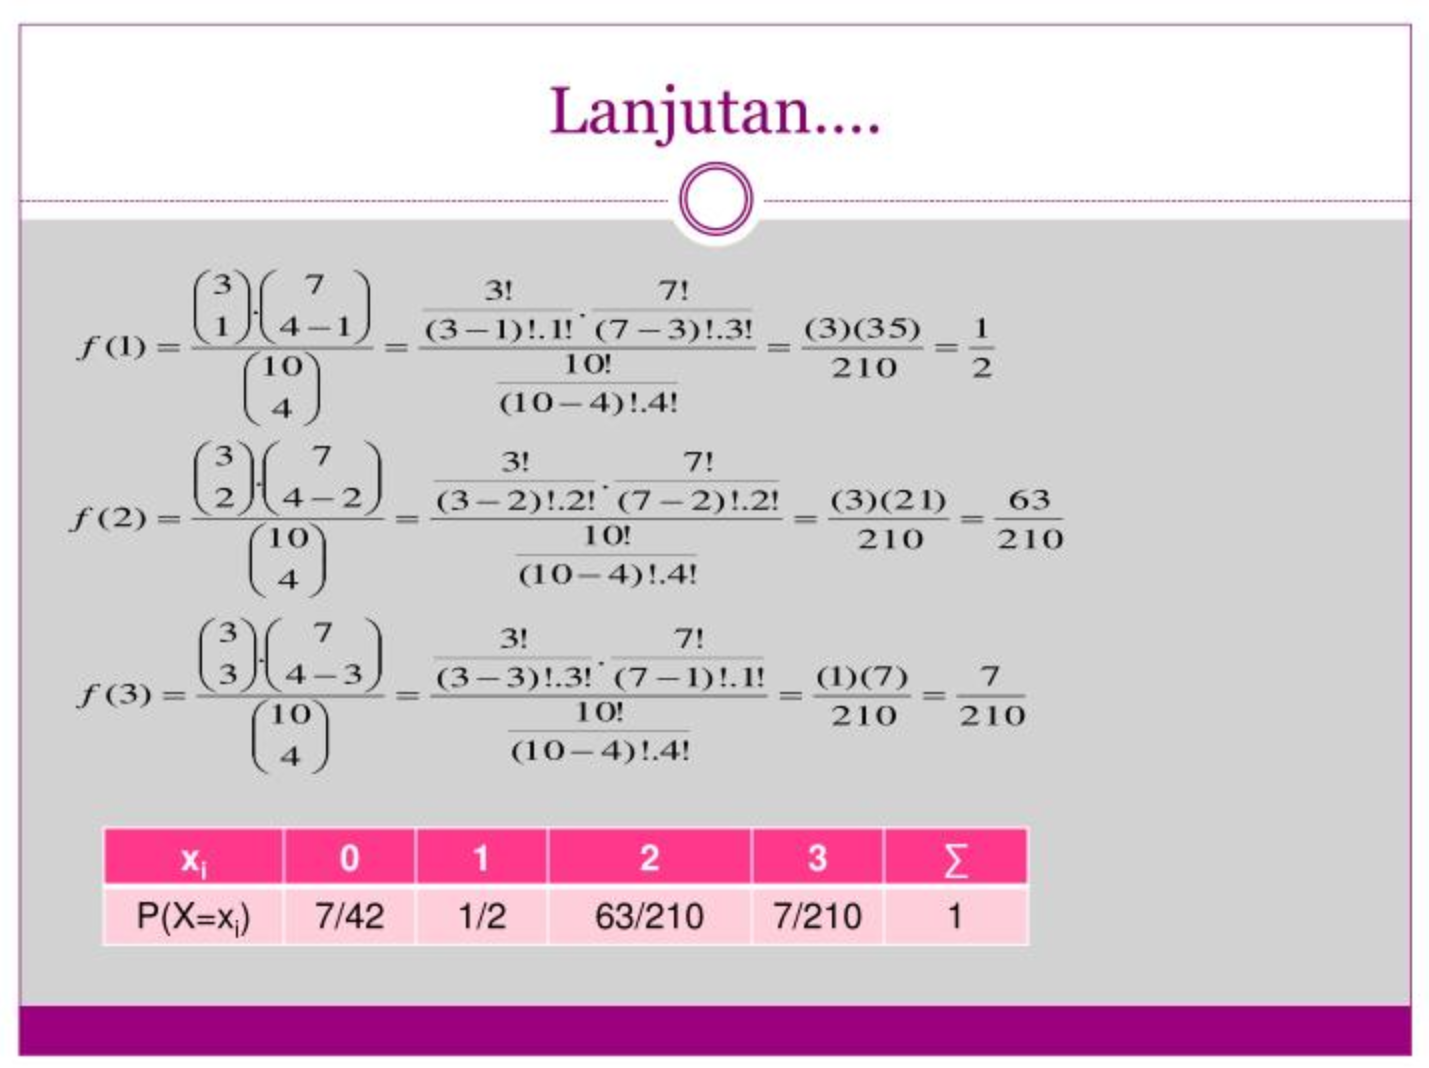 Lanjutan....
f(1) = \frac{\binom{3}{1}.\binom{7}{4-1}}{\binom{10}{4}} = \frac{\frac{3!}{(3-1)!.1!}.\frac{7!}{(7-3)!.3!}}{\frac{10!}{(10-4)!.4!}} = \frac{(3)(35)}{210} = \frac{1}{2}
f(2) = \frac{\binom{3}{2}.\binom{7}{4-2}}{\binom{10}{4}} = \frac{\frac{3!}{(3-2)!.2!}.\frac{7!}{(7-2)!.2!}}{\frac{10!}{(10-4)!.4!}} = \frac{(3)(21)}{210} = \frac{63}{210}
f(3) = \frac{\binom{3}{3}.\binom{7}{4-3}}{\binom{10}{4}} = \frac{\frac{3!}{(3-3)!.3!}.\frac{7!}{(7-1)!.1!}}{\frac{10!}{(10-4)!.4!}} = \frac{(1)(7)}{210} = \frac{7}{210}
xᵢ 0 1 2 3 ∑
P(X=xᵢ) 7/42 1/2 63/210 7/210 1